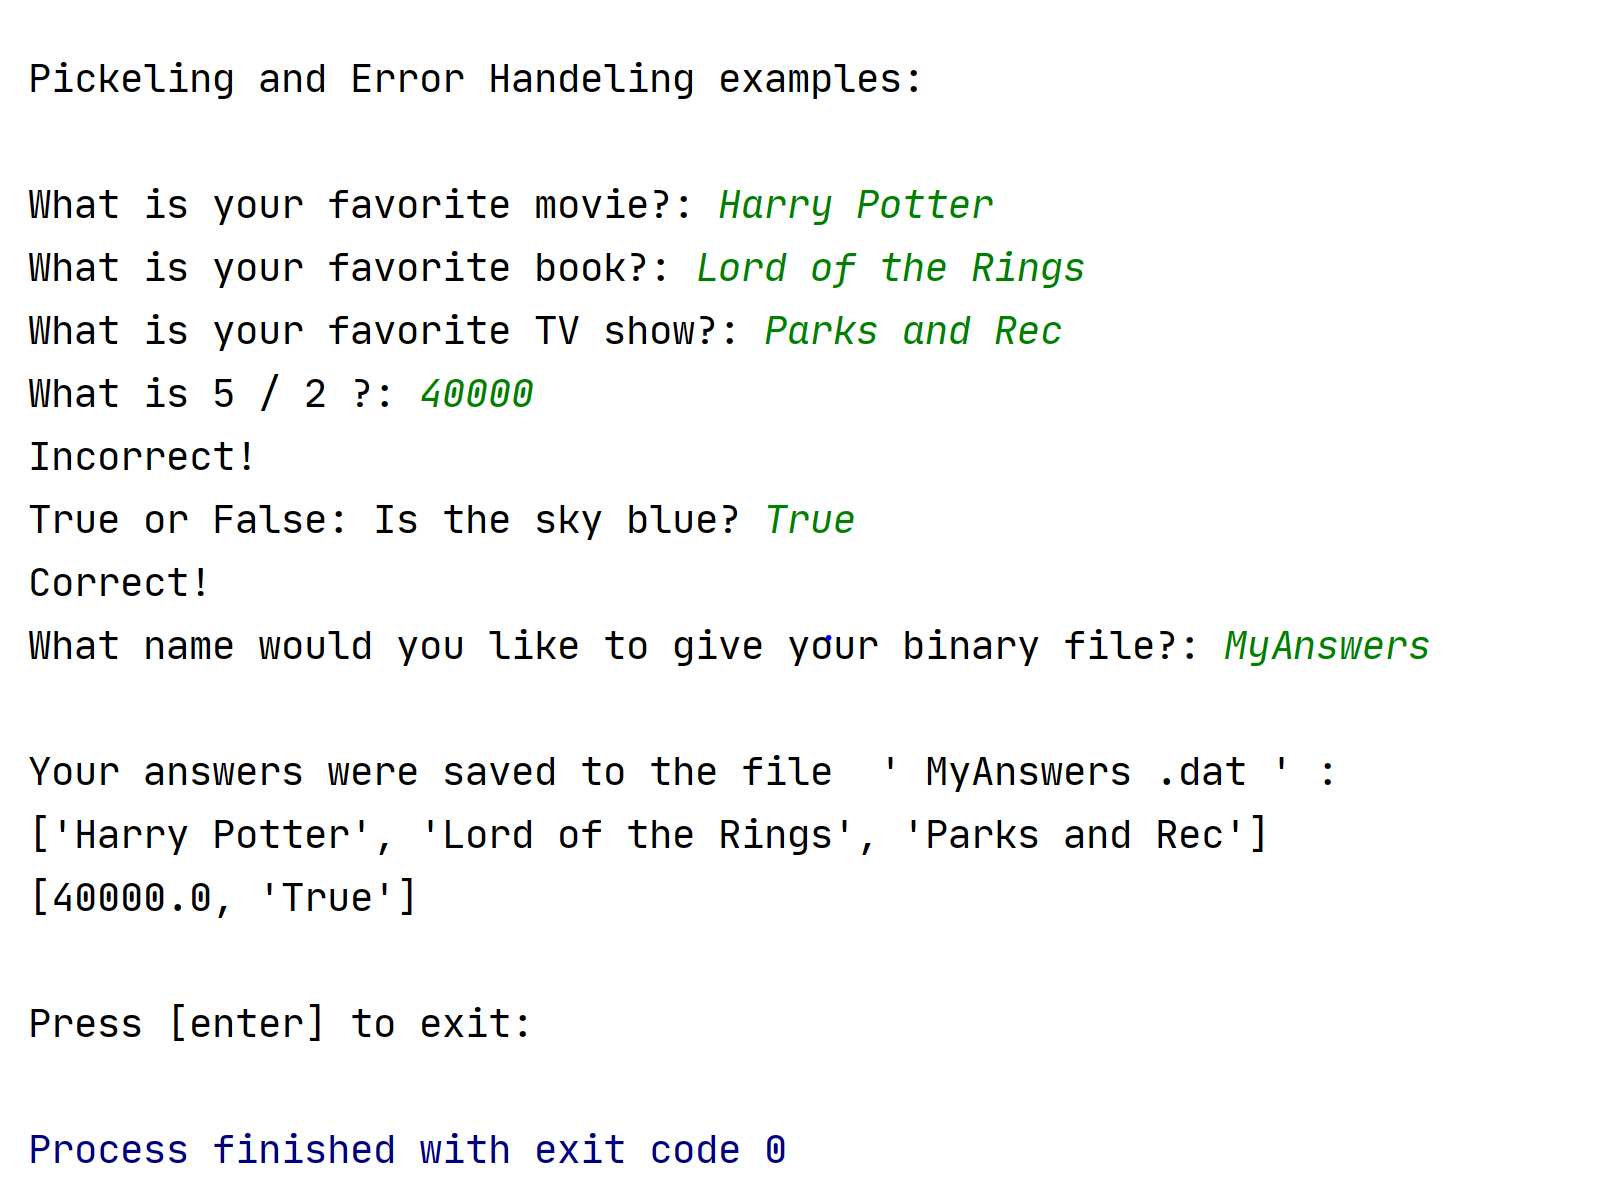 Pickeling and Error Handeling examples:
What is your favorite movie?: Harry Potter
What is your favorite book?: Lord of the Rings
What is your favorite TV show?: Parks and Rec
What is 5 / 2 ?: 40000
Incorrect!
True or False: Is the sky blue? True
Correct!
What name would you like to give your binary file?: MyAnswers
Your answers were saved to the file  ' MyAnswers .dat ' :
['Harry Potter', 'Lord of the Rings', 'Parks and Rec']
[40000.0, 'True']
Press [enter] to exit:
Process finished with exit code 0